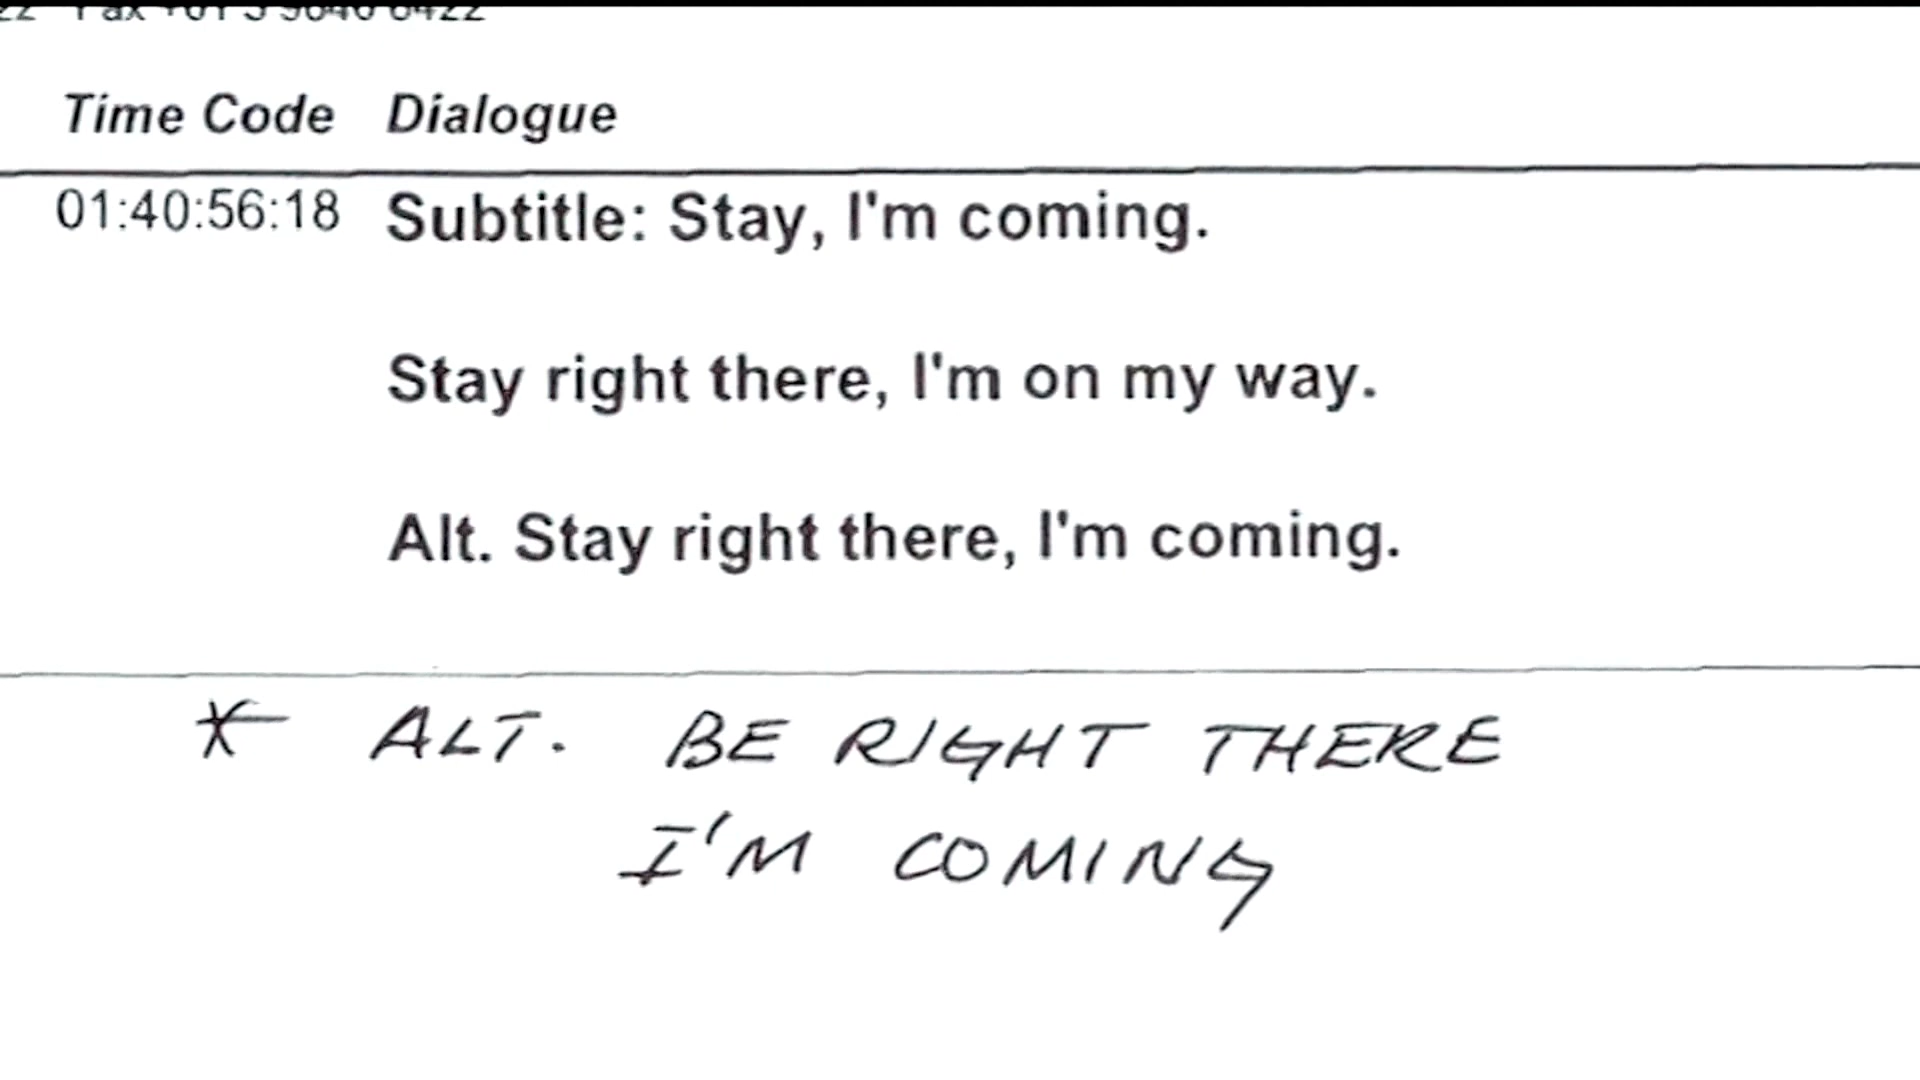 Time Code Dialogue
01:40:56:18 Subtitle: Stay, I'm coming.
Stay right there, I'm on my way.
Alt. Stay right there, I'm coming.
* ALT. BE RIGHT THERE
I'M COMING